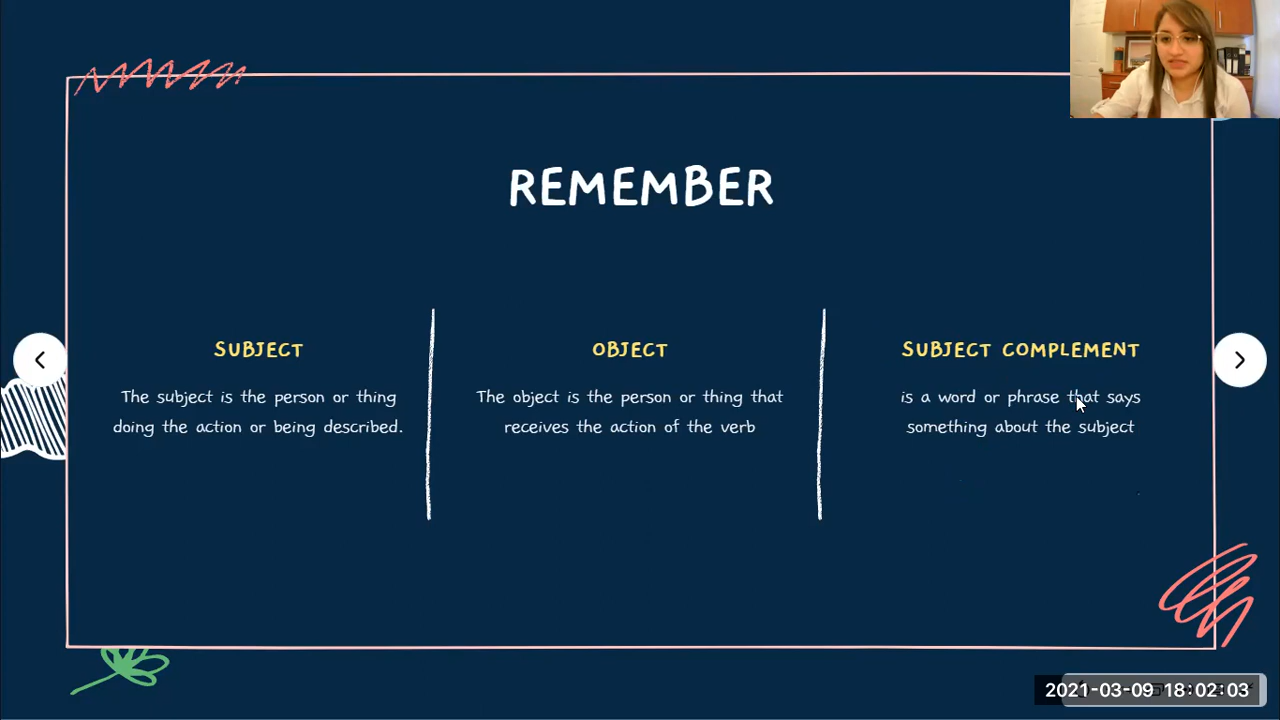 REMEMBER
SUBJECT
The subject is the person or thing
doing the action or being described.
OBJECT
The object is the person or thing that
receives the action of the verb
SUBJECT COMPLEMENT
is a word or phrase that says
something about the subject
2021-03-09 18:02:03